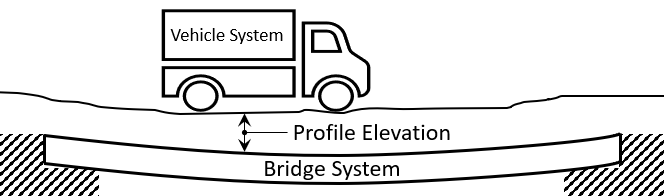 Vehicle System
Profile Elevation
Bridge System